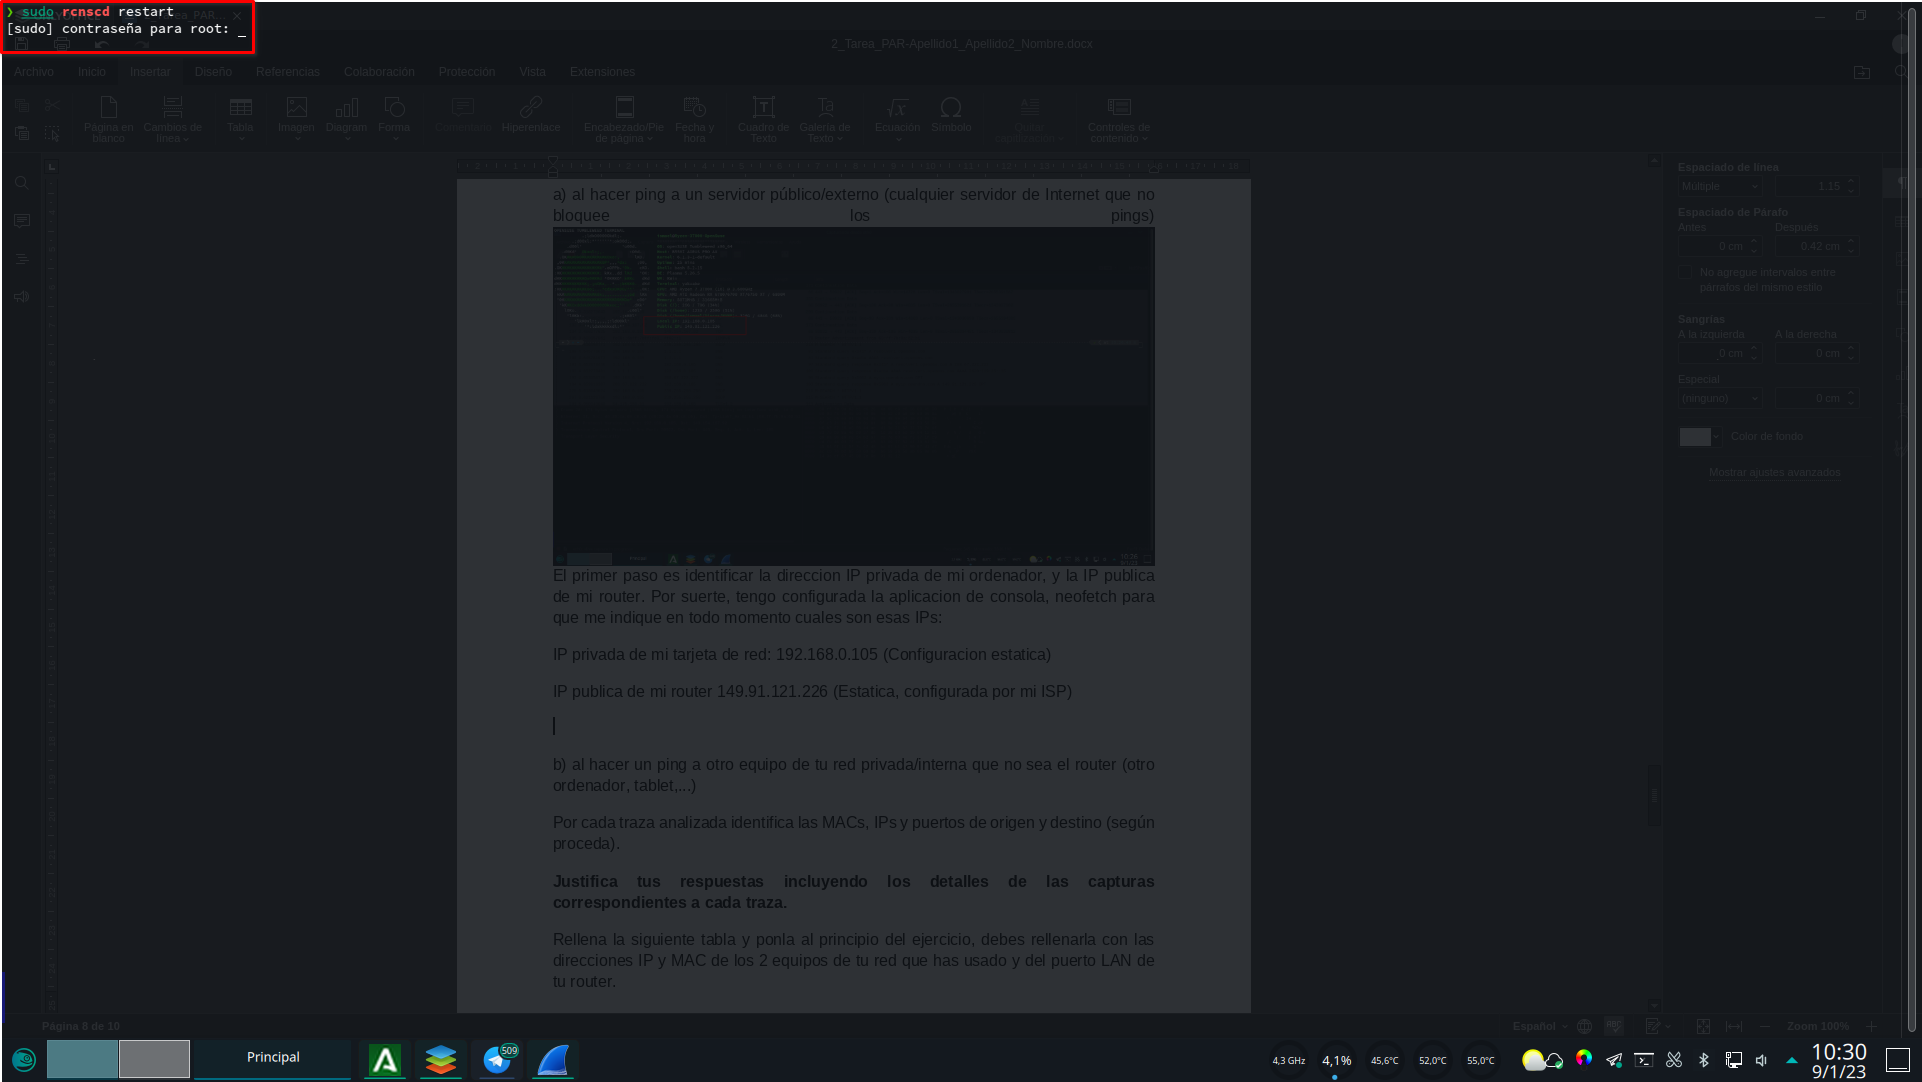 ❯ sudo rcnscd restart
[sudo] contraseña para root: _
2_Tarea_PAR-Apellido1_Apellido2_Nombre.docx
Archivo Inicio Insertar Diseño Referencias Colaboración Protección Vista Extensiones
Página en blanco
Cambios de línea
Tabla
Imagen
Diagram
Forma
Comentario
Hiperenlace
Encabezado/Pie de página
Fecha y hora
Cuadro de Texto
Galería de Texto
Ecuación
Símbolo
Controles de contenido
a) al hacer ping a un servidor público/externo (cualquier servidor de Internet que no
bloquee los pings)
El primer paso es identificar la direccion IP privada de mi ordenador, y la IP publica
de mi router. Por suerte, tengo configurada la aplicacion de consola, neofetch para
que me indique en todo momento cuales son esas IPs:
IP privada de mi tarjeta de red: 192.168.0.105 (Configuracion estatica)
IP publica de mi router 149.91.121.226 (Estatica, configurada por mi ISP)
b) al hacer un ping a otro equipo de tu red privada/interna que no sea el router (otro
ordenador, tablet,...)
Por cada traza analizada identifica las MACs, IPs y puertos de origen y destino (según
proceda).
Justifica tus respuestas incluyendo los detalles de las capturas
correspondientes a cada traza.
Rellena la siguiente tabla y ponla al principio del ejercicio, debes rellenarla con las
direcciones IP y MAC de los 2 equipos de tu red que has usado y del puerto LAN de
tu router.
Espaciado de línea
Múltiple 1.15
Espaciado de Párafo
Antes Después
0 cm 0.42 cm
No agregue intervalos entre
párrafos del mismo estilo
Sangrías
A la izquierda A la derecha
0 cm 0 cm
Especial
(ninguno) 0 cm
Color de fondo
Mostrar ajustes avanzados
Página 8 de 10
Español
Zoom 100%
Principal
509
4,3 GHz 4,1% 45,6°C 52,0°C 55,0°C
10:30
9/1/23